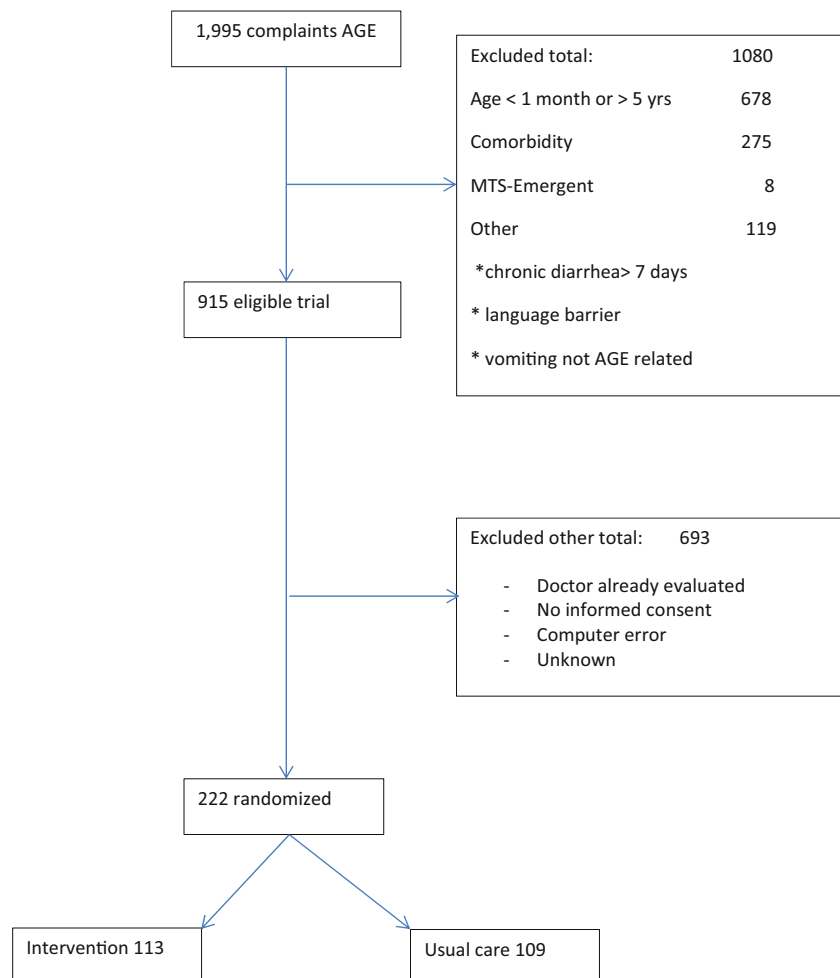 1,995 complaints AGE
Excluded total: 1080
Age < 1 month or > 5 yrs 678
Comorbidity 275
MTS-Emergent 8
Other 119
*chronic diarrhea> 7 days
* language barrier
* vomiting not AGE related
915 eligible trial
Excluded other total: 693
- Doctor already evaluated
- No informed consent
- Computer error
- Unknown
222 randomized
Intervention 113
Usual care 109